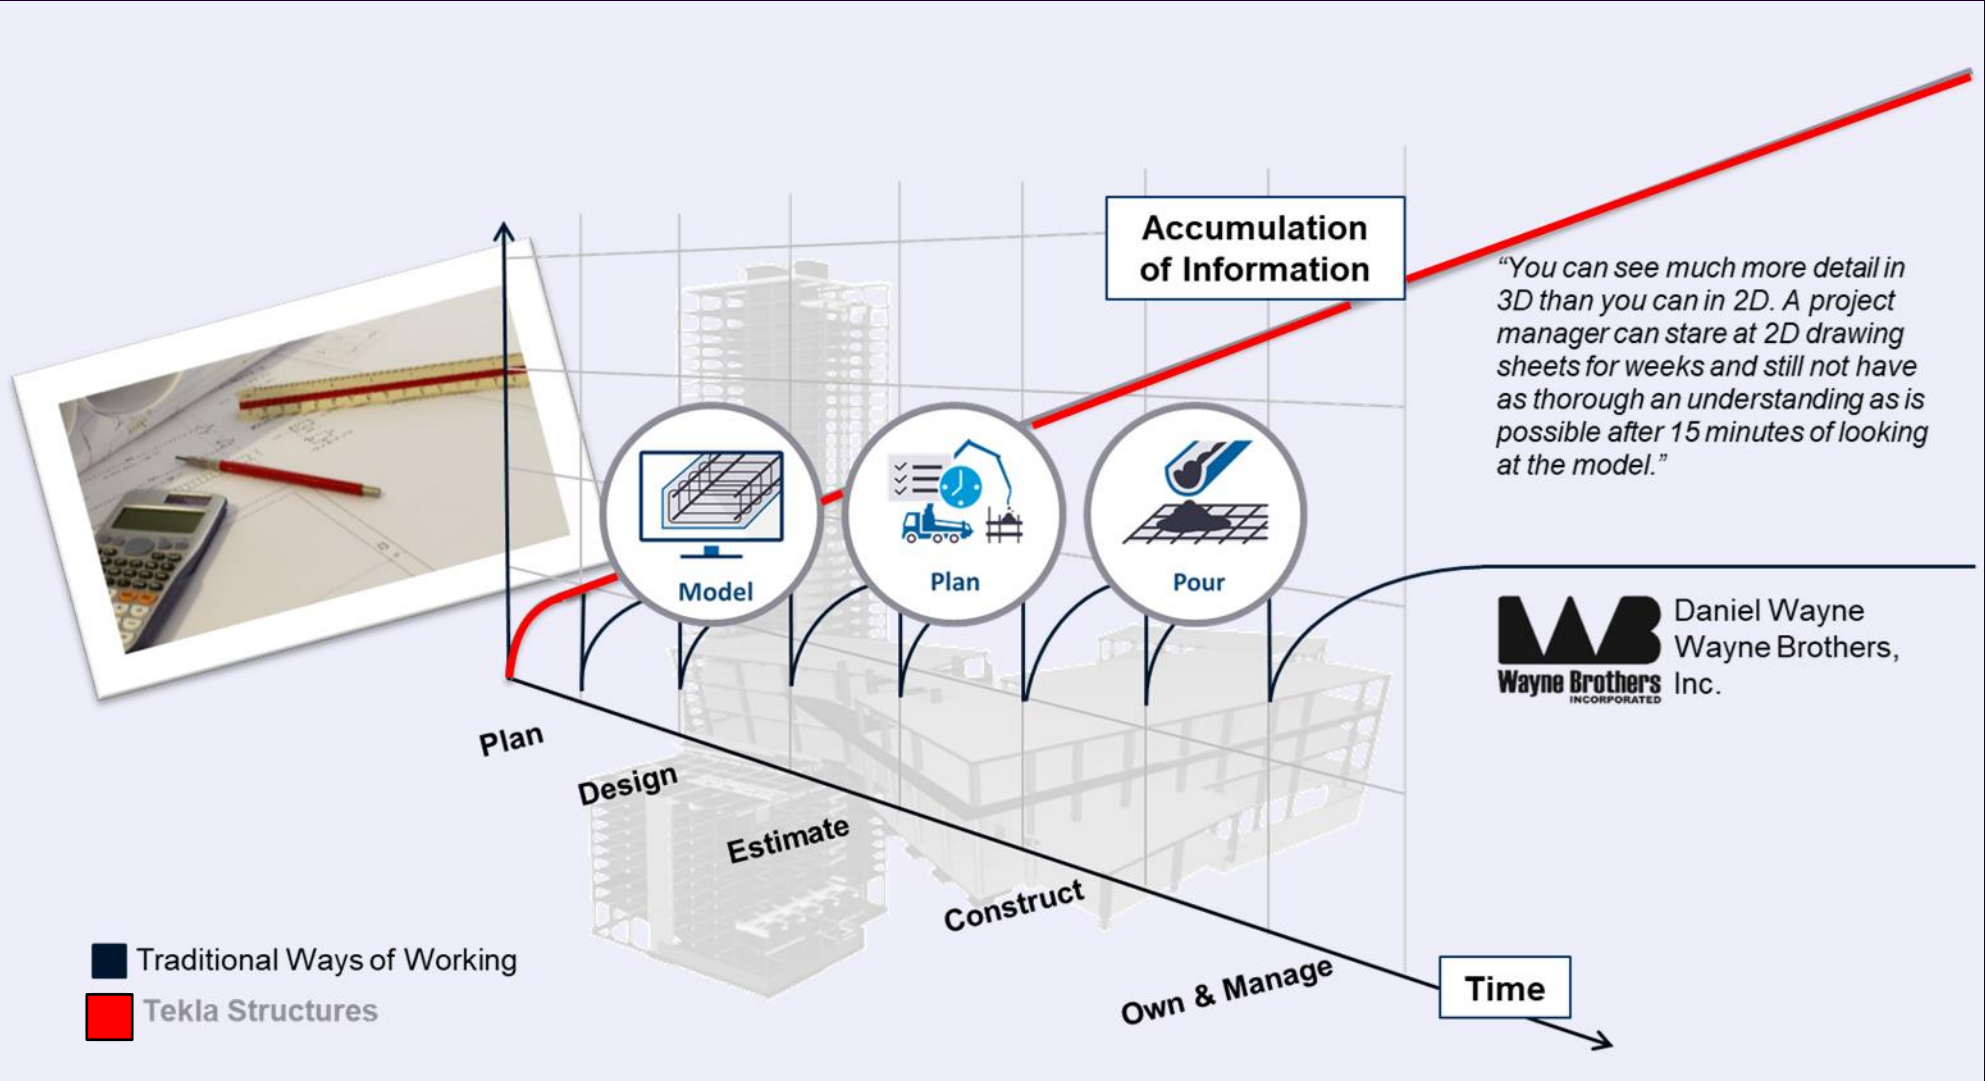 Accumulation
of Information
“You can see much more detail in
3D than you can in 2D. A project
manager can stare at 2D drawing
sheets for weeks and still not have
as thorough an understanding as is
possible after 15 minutes of looking
at the model.”
Model
Plan
Pour
WB
Wayne Brothers
INCORPORATED
Daniel Wayne
Wayne Brothers,
Inc.
Plan
Design
Estimate
Construct
Own & Manage
Time
Traditional Ways of Working
Tekla Structures